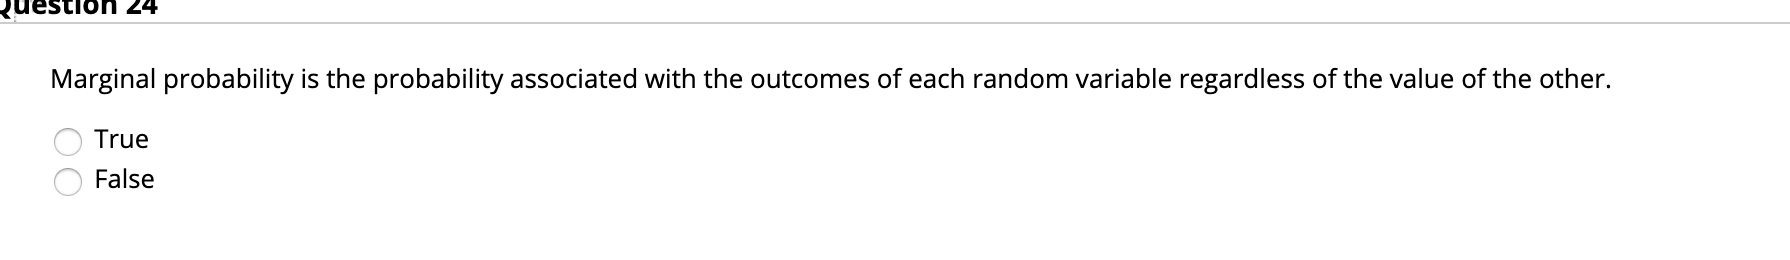 Question 24
Marginal probability is the probability associated with the outcomes of each random variable regardless of the value of the other.
True
False